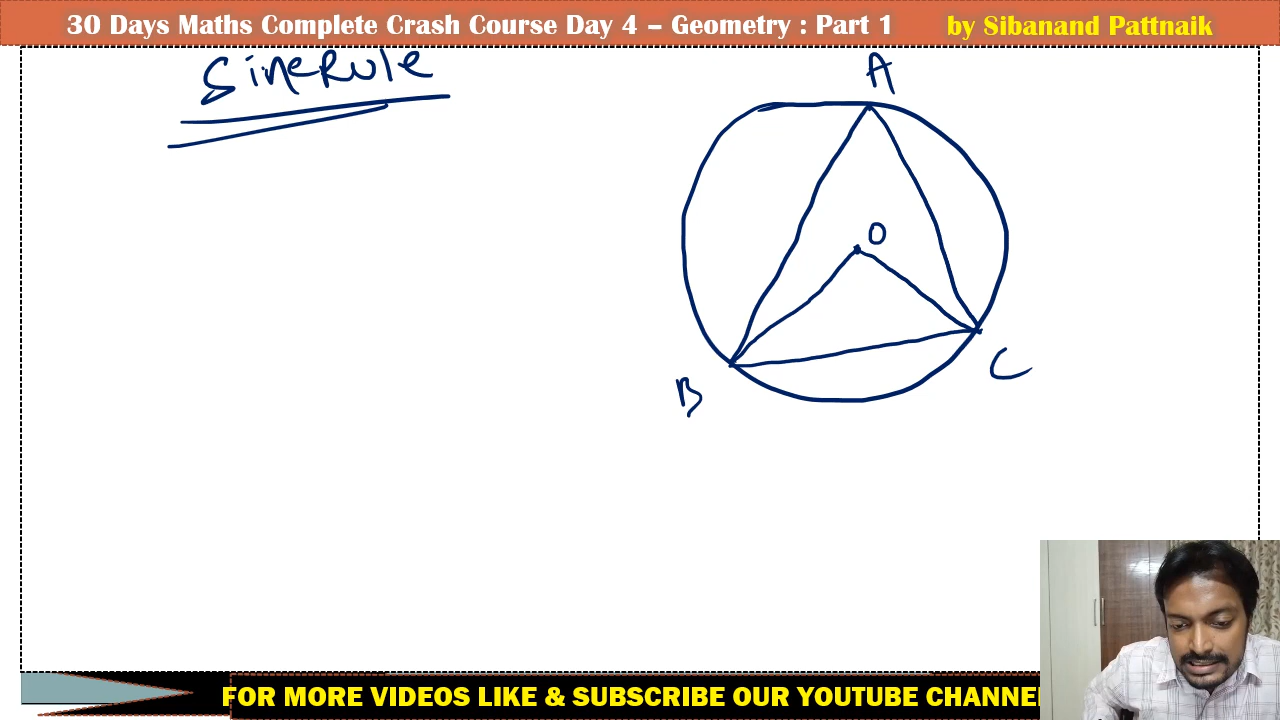 30 Days Maths Complete Crash Course Day 4 – Geometry : Part 1 by Sibanand Pattnaik
Sine Rule
A
O
B
C
FOR MORE VIDEOS LIKE & SUBSCRIBE OUR YOUTUBE CHANNEL